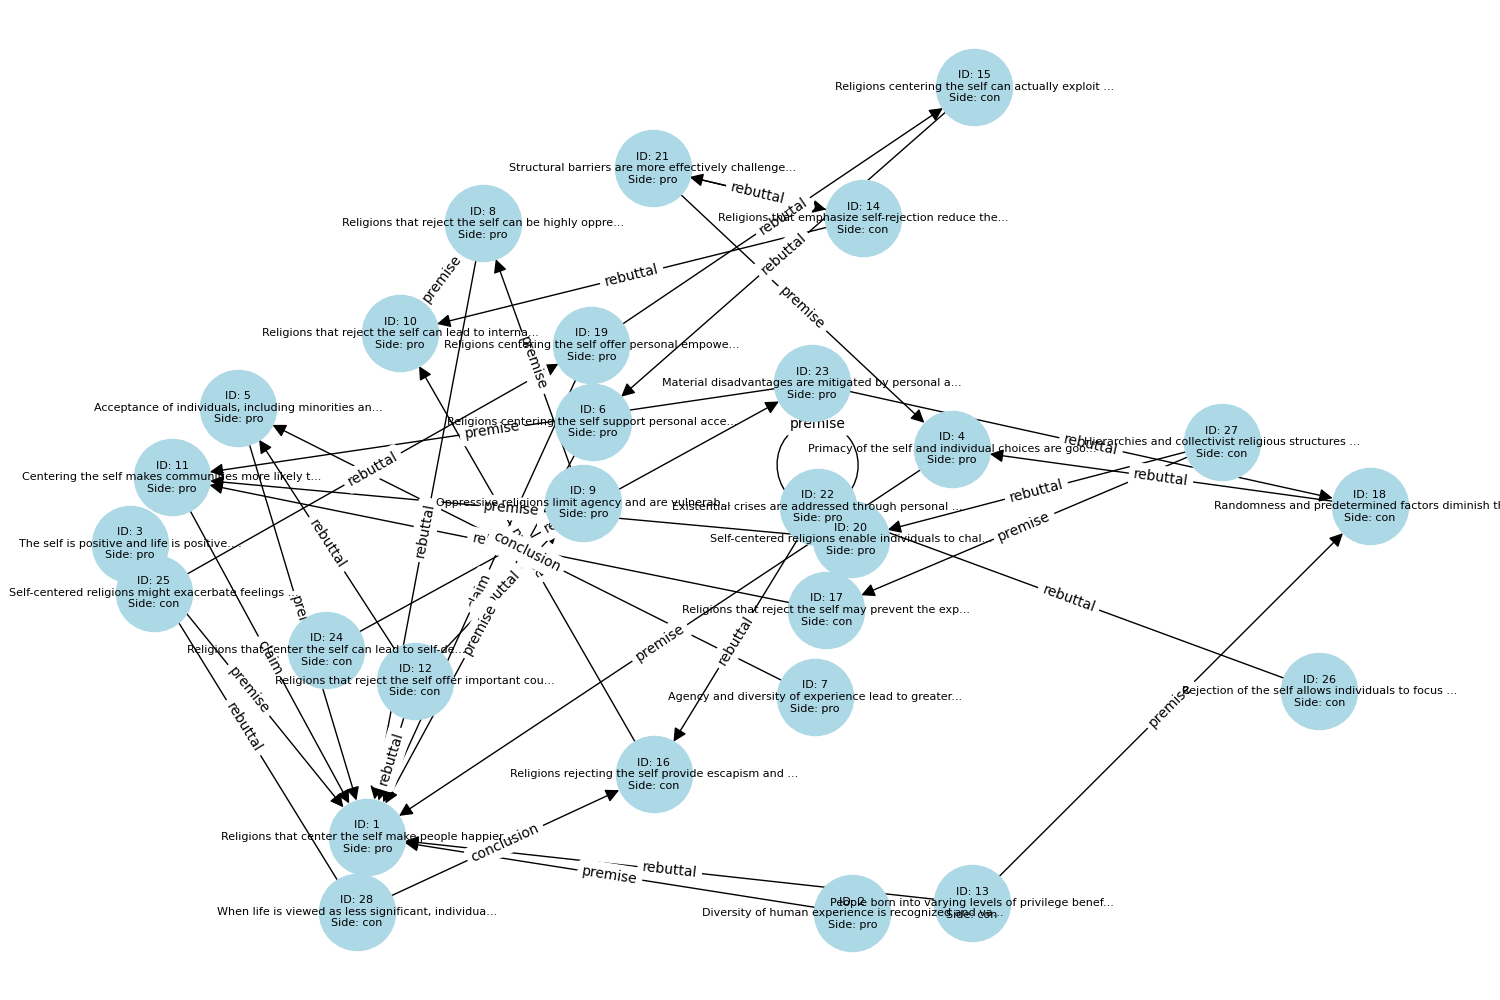 ID: 15
Religions centering the self can actually exploit ...
Side: con
ID: 21
Structural barriers are more effectively challenge...
Side: pro
rebuttal
ID: 14
Religions that emphasize self-rejection reduce the...
Side: con
ID: 8
Religions that reject the self can be highly oppre...
Side: pro
rebuttal
rebuttal
premise
rebuttal
premise
ID: 10
Religions that reject the self can lead to interna...
Side: pro
ID: 19
Religions centering the self offer personal empowe...
Side: pro
premise
ID: 23
Material disadvantages are mitigated by personal a...
Side: pro
ID: 5
Acceptance of individuals, including minorities an...
Side: pro
ID: 6
Religions centering the self support personal acce...
Side: pro
premise
premise
ID: 4
Primacy of the self and individual choices are goo...
Side: pro
rebuttal
ID: 27
Hierarchies and collectivist religious structures ...
Side: con
ID: 11
Centering the self makes communities more likely t...
Side: pro
rebuttal
rebuttal
rebuttal
ID: 9
Oppressive religions limit agency and are vulnerab...
Side: pro
premise
ID: 22
Existential crises are addressed through personal ...
Side: pro
ID: 18
Randomness and predetermined factors diminish th
Side: con
premise
rebuttal
ID: 3
The self is positive and life is positive....
Side: pro
rebuttal
conclusion
ID: 20
Self-centered religions enable individuals to chal...
Side: pro
ID: 25
Self-centered religions might exacerbate feelings ...
Side: con
claim
rebuttal
ID: 17
Religions that reject the self may prevent the exp...
Side: con
rebuttal
ID: 24
Religions that center the self can lead to self-de...
Side: con
premise
premise
rebuttal
claim
ID: 12
Religions that reject the self offer important cou...
Side: con
premise
ID: 7
Agency and diversity of experience lead to greater...
Side: pro
ID: 26
Rejection of the self allows individuals to focus ...
Side: con
premise
rebuttal
rebuttal
ID: 16
Religions rejecting the self provide escapism and ...
Side: con
ID: 1
Religions that center the self make people happier...
Side: pro
conclusion
rebuttal
premise
ID: 28
When life is viewed as less significant, individua...
Side: con
ID: 2
Diversity of human experience is recognized and va...
Side: pro
ID: 13
People born into varying levels of privilege benef...
Side: con